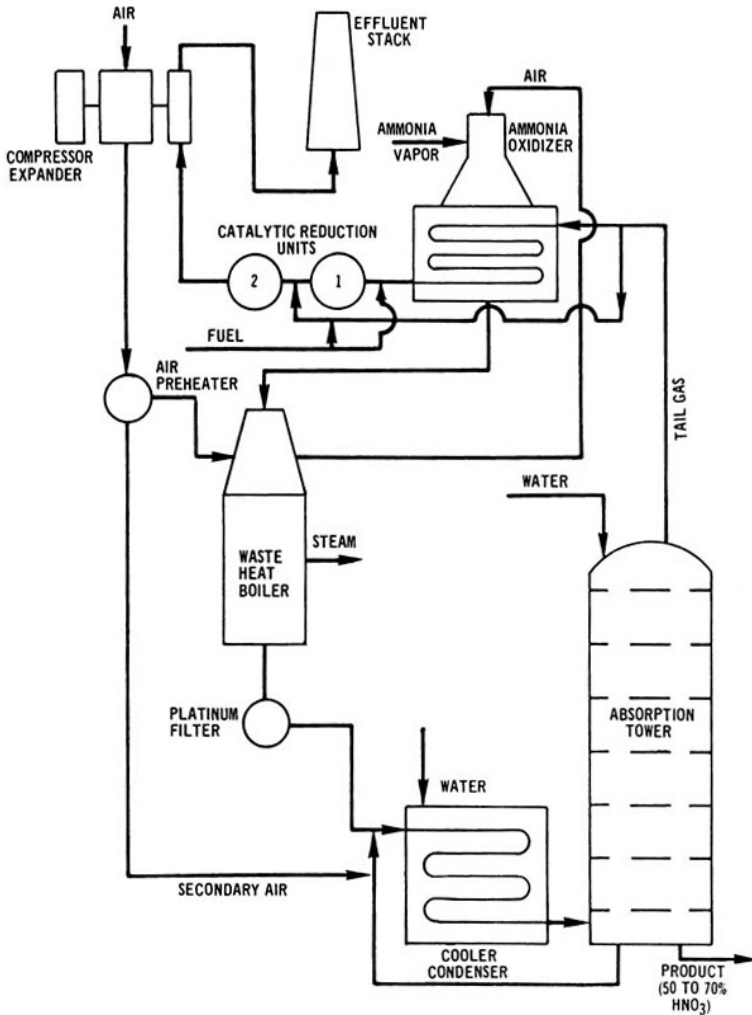 AIR
EFFLUENT
STACK
AIR
COMPRESSOR
EXPANDER
AMMONIA
VAPOR
AMMONIA
OXIDIZER
CATALYTIC REDUCTION
UNITS
2
1
FUEL
AIR
PREHEATER
TAIL GAS
WATER
WASTE
HEAT
BOILER
STEAM
PLATINUM
FILTER
ABSORPTION
TOWER
WATER
SECONDARY AIR
COOLER
CONDENSER
PRODUCT
(50 TO 70%
HNO₃)